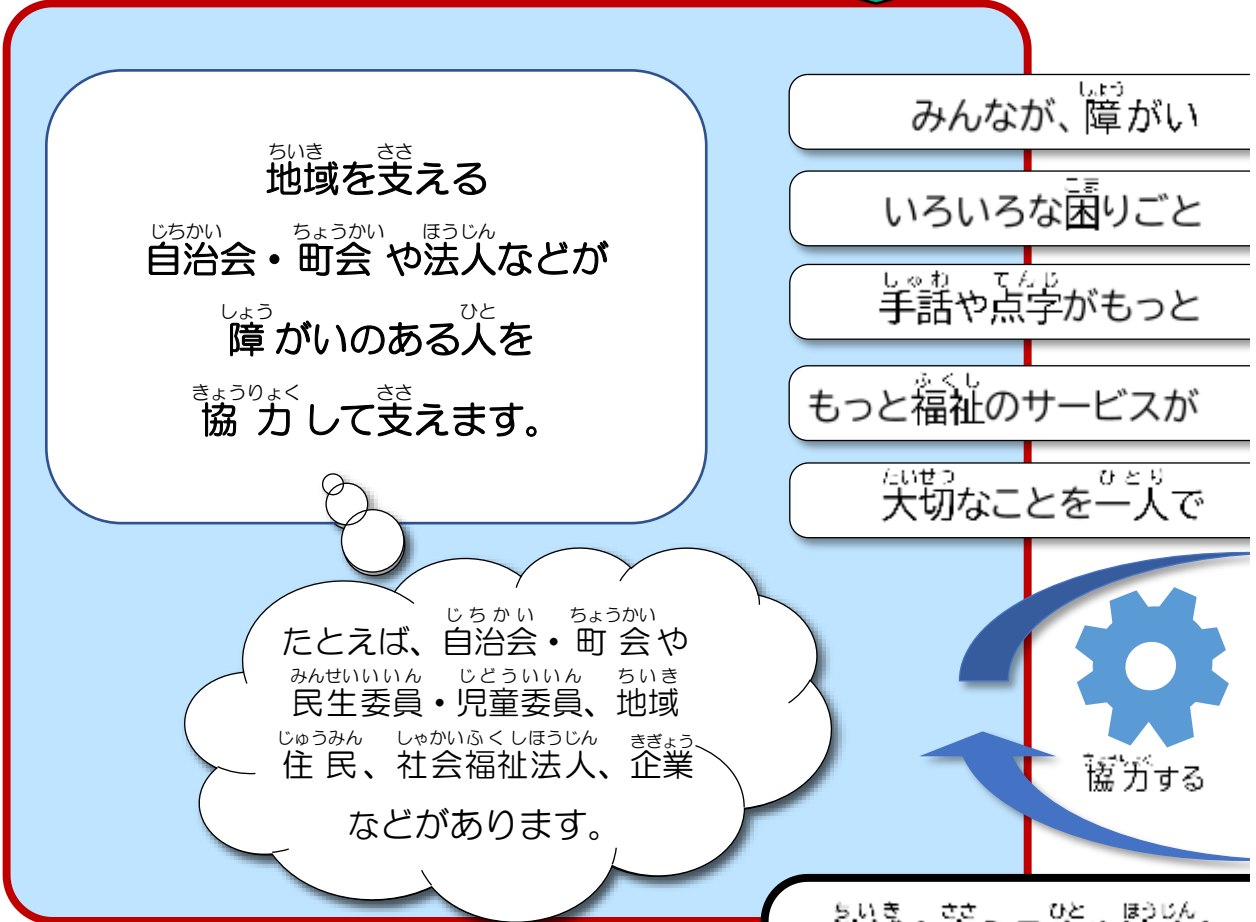 地域を支える
自治会・町会や法人などが
障がいのある人を
協力して支えます。
たとえば、自治会・町会や
民生委員・児童委員、地域
住民、社会福祉法人、企業
などがあります。
みんなが、障がい
いろいろな困りごと
手話や点字がもっと
もっと福祉のサービスが
大切なことを一人で
協力する